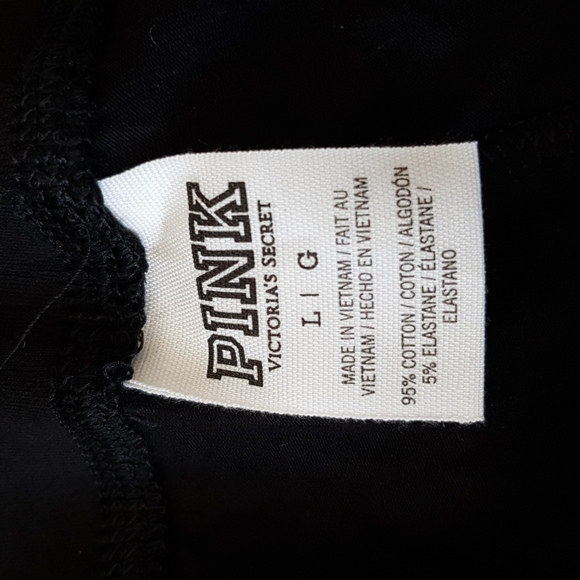 PINK
VICTORIA'S SECRET
L | G
MADE IN VIETNAM / FAIT AU
VIETNAM / HECHO EN VIETNAM
95% COTTON / COTON / ALGODÓN
5% ELASTANE / ÉLASTANE /
ELASTANO